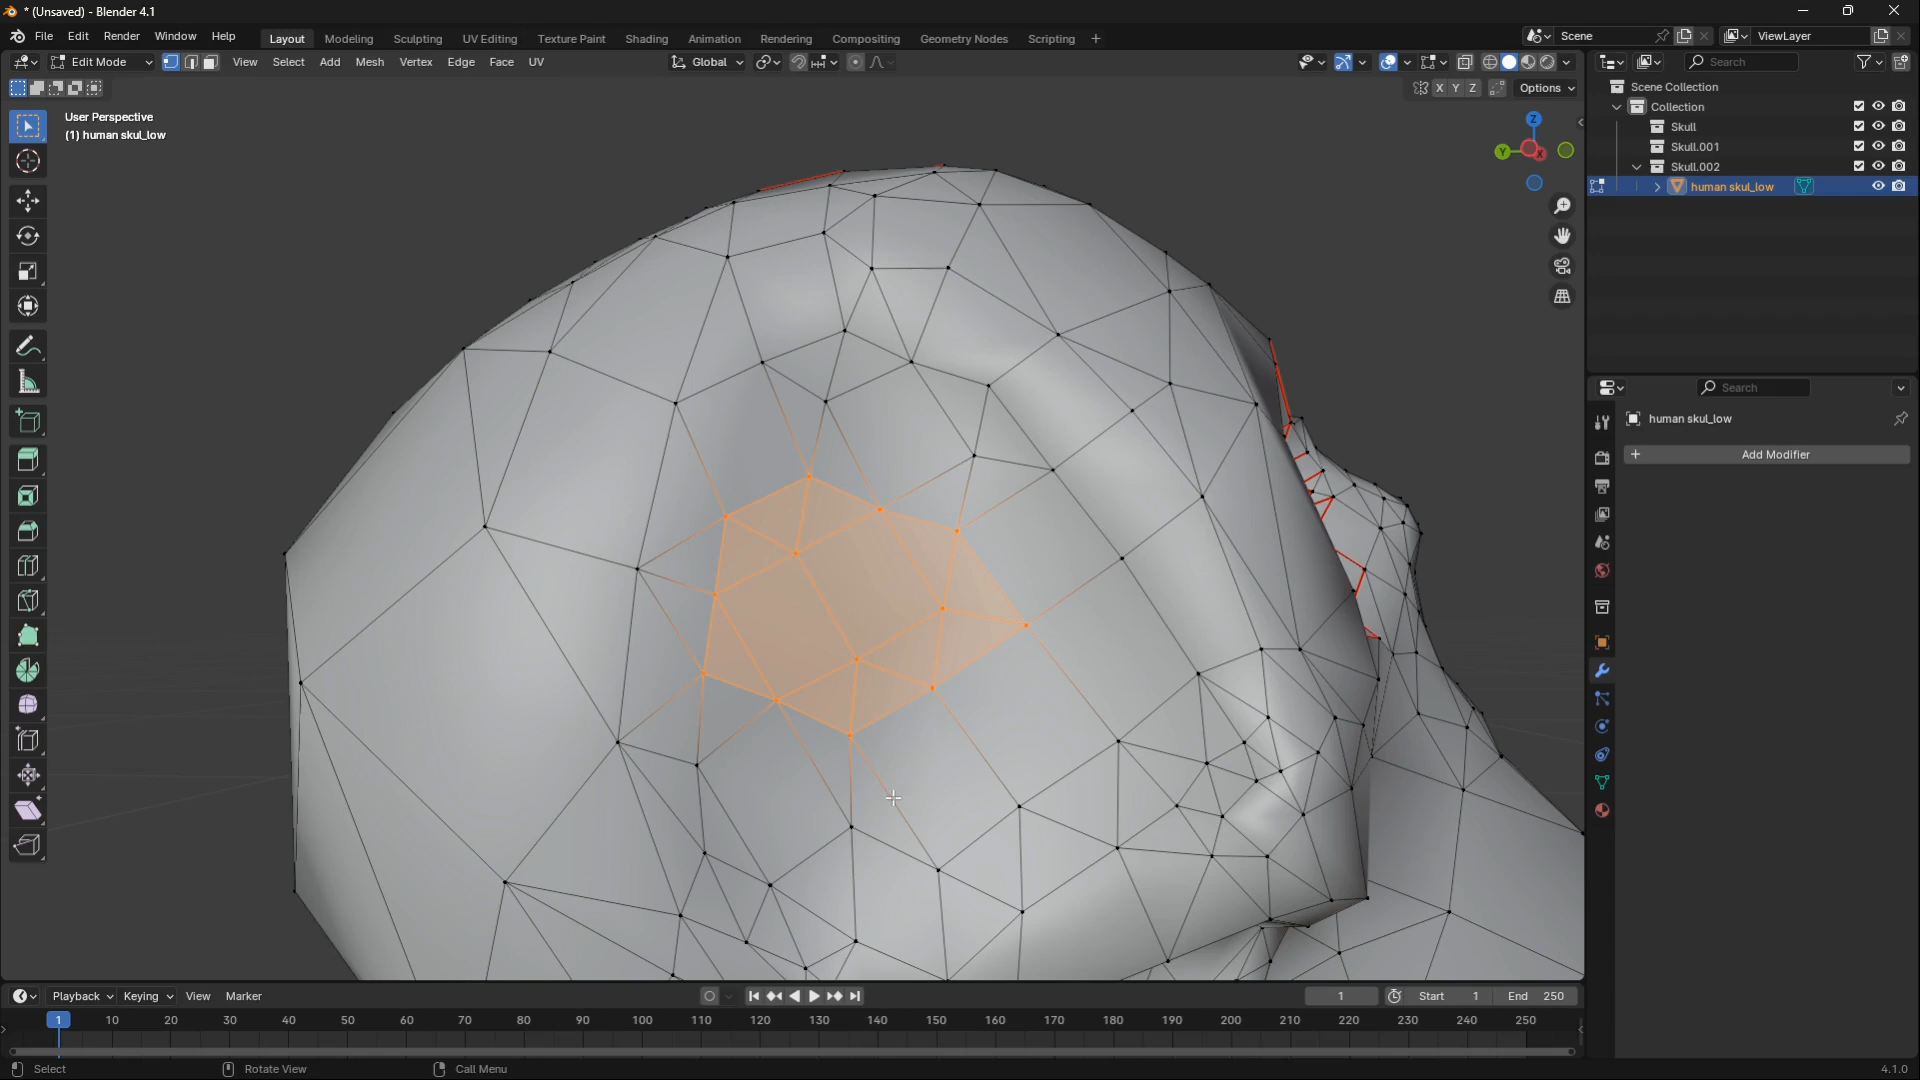 * (Unsaved) - Blender 4.1
File Edit Render Window Help Layout Modeling Sculpting UV Editing Texture Paint Shading Animation Rendering Compositing Geometry Nodes Scripting + Scene ViewLayer
Edit Mode View Select Add Mesh Vertex Edge Face UV Global Search
X Y Z Options
Scene Collection
User Perspective
(1) human skul_low
Collection
Skull
Skull.001
Skull.002
human skul_low
Z
Y
X
Search
human skul_low
+ Add Modifier
Playback Keying View Marker 1 Start 1 End 250
1 10 20 30 40 50 60 70 80 90 100 110 120 130 140 150 160 170 180 190 200 210 220 230 240 250
Select Rotate View Call Menu 4.1.0